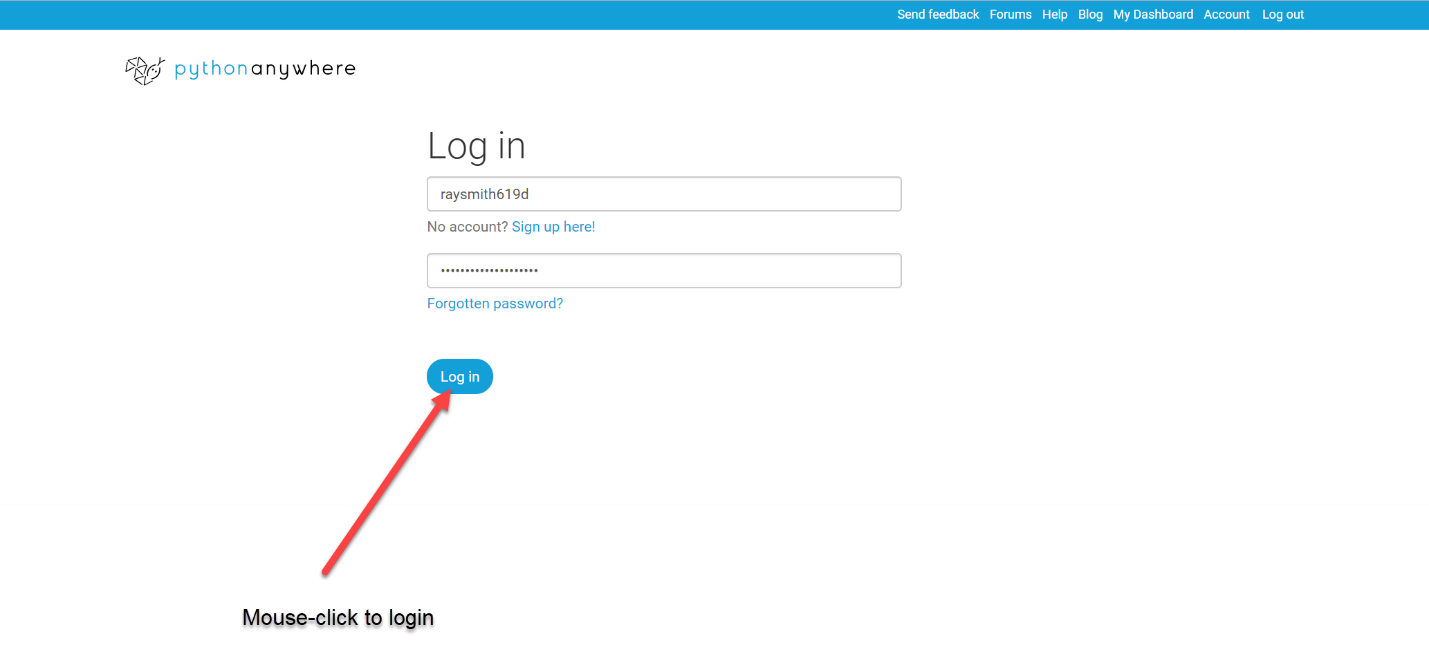 Send feedback Forums Help Blog My Dashboard Account Log out
pythonanywhere
Log in
raysmith619d
No account? Sign up here!
••••••••••••••••••••
Forgotten password?
Log in
Mouse-click to login